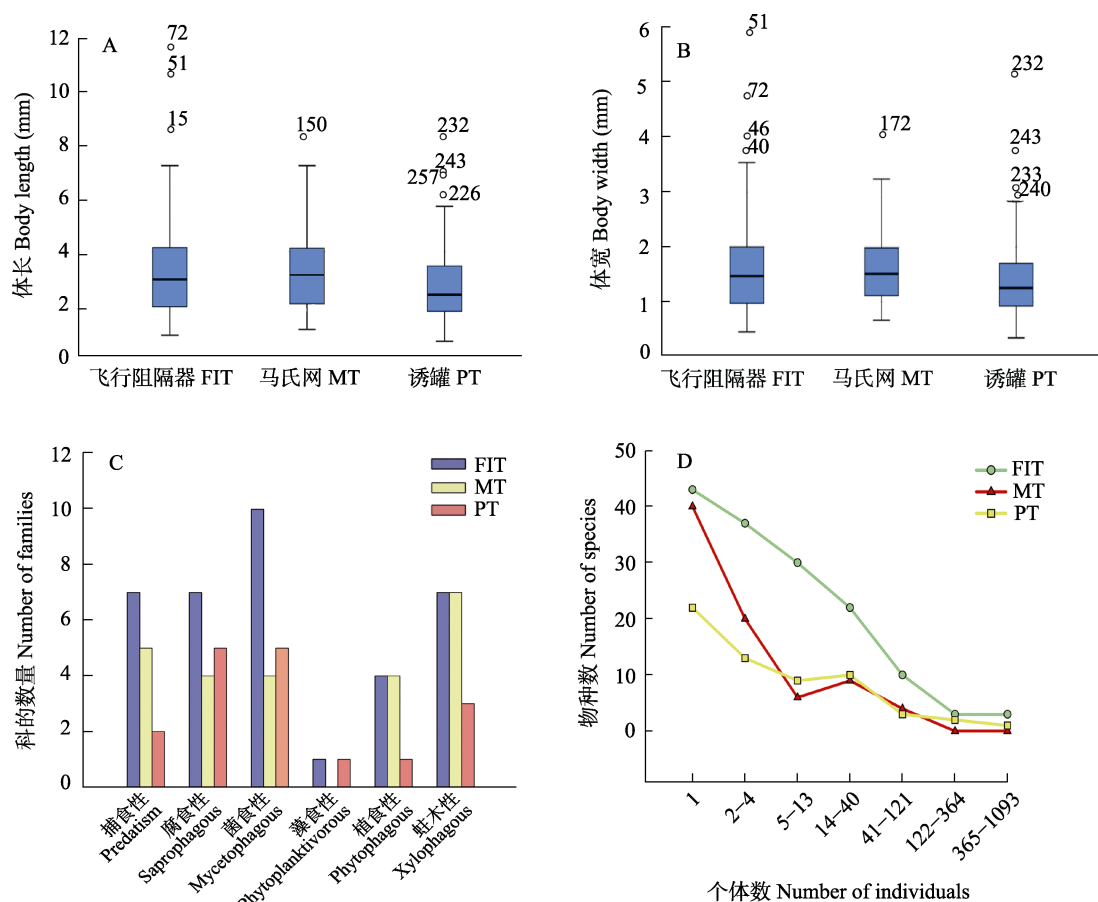 A
体长 Body length (mm)
12
10
8
6
4
2
0
72
51
15
150
232
243
257
226
飞行阻隔器 FIT
马氏网 MT
诱罐 PT
B
体宽 Body width (mm)
6
5
4
3
2
1
0
51
72
46
40
172
232
243
233
240
飞行阻隔器 FIT
马氏网 MT
诱罐 PT
C
科的数量 Number of families
12
10
8
6
4
2
0
FIT
MT
PT
捕食性
Predatism
腐食性
Saprophagous
菌食性
Mycetophagous
藻食性
Phytoplanktivorous
植食性
Phytophagous
蛀木性
Xylophagous
D
物种数 Number of species
50
40
30
20
10
0
FIT
MT
PT
1
2–4
5–13
14–40
41–121
122–364
365–1093
个体数 Number of individuals